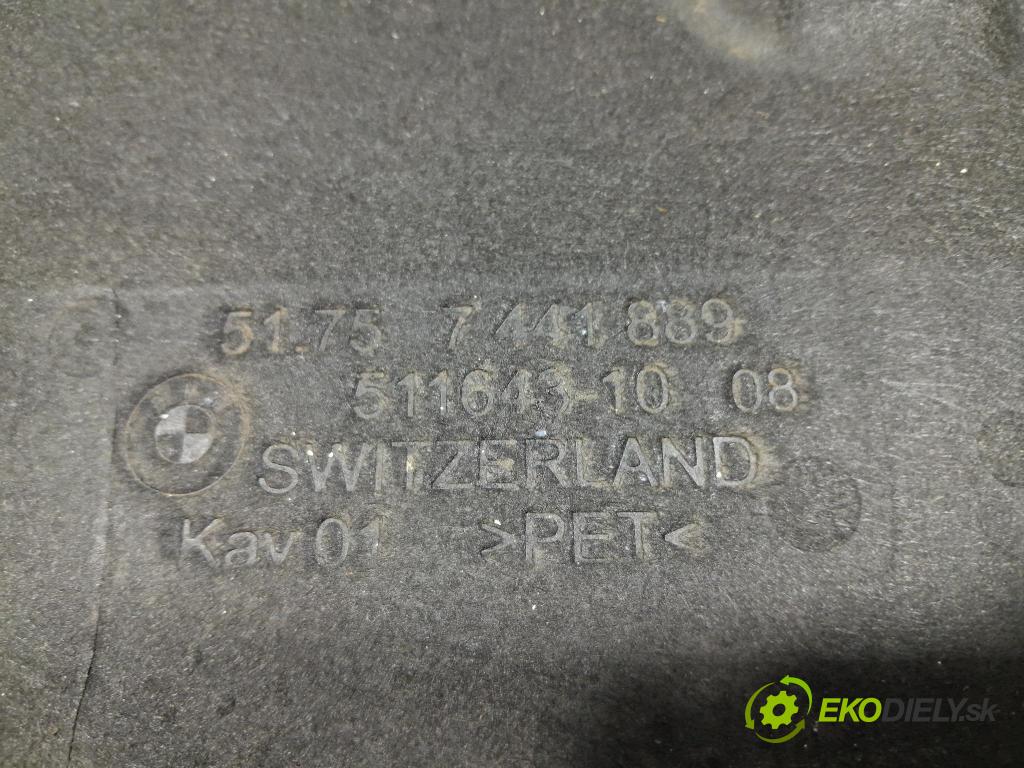 51.75 7 441 889
511643-10 08
SWITZERLAND
Kav 01 >PET<
EKODIELY.sk